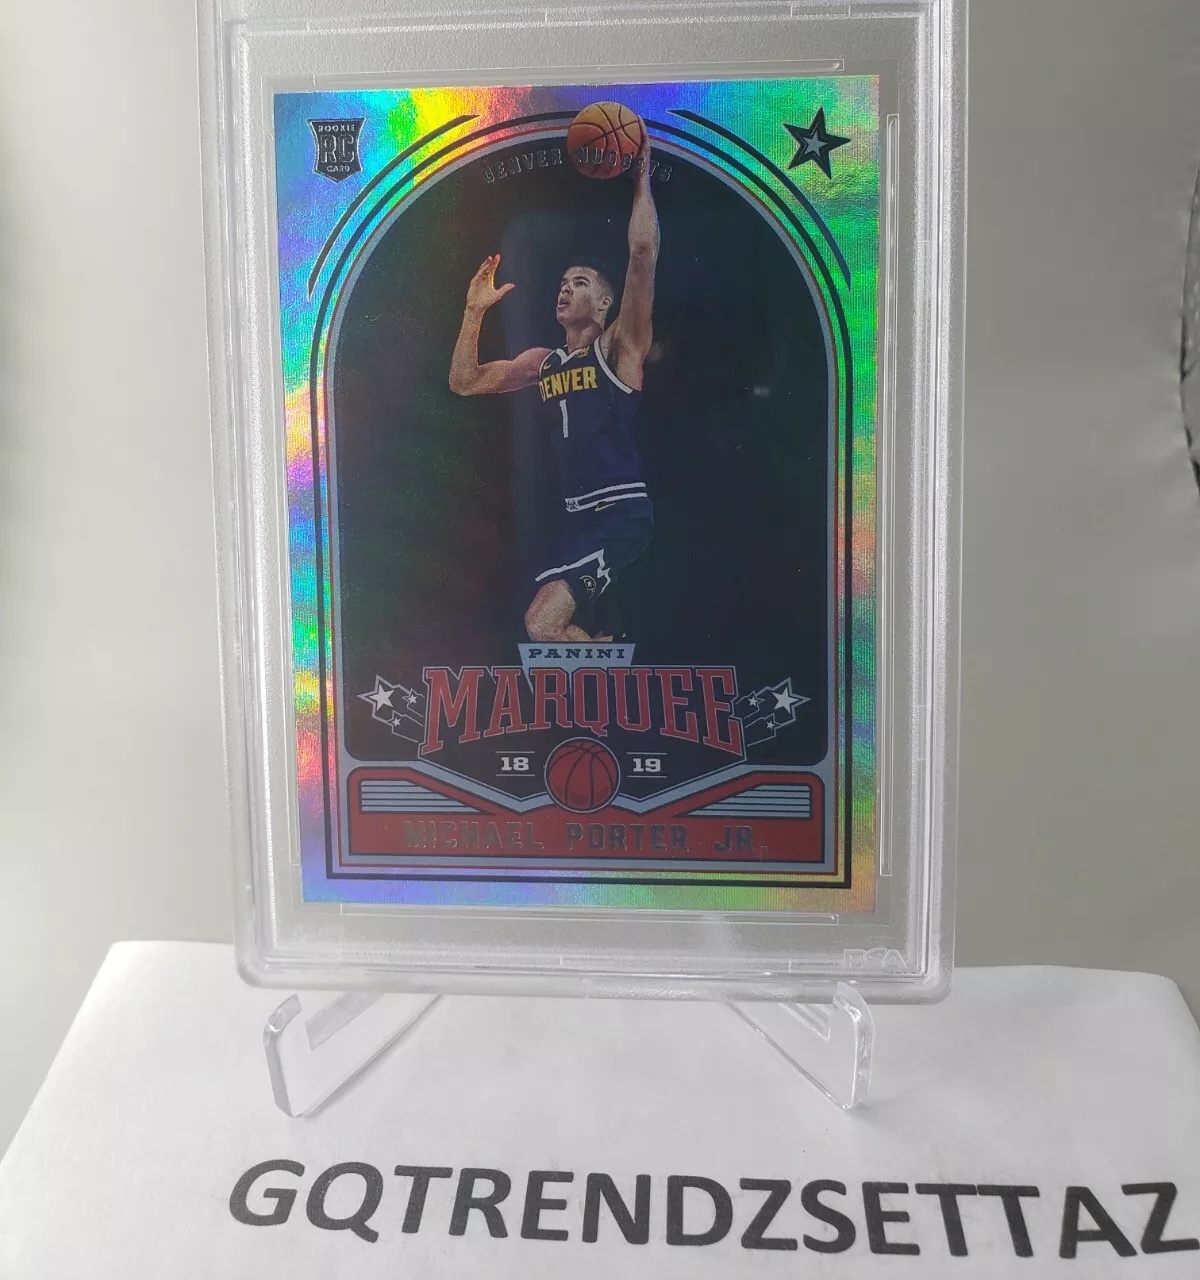 ROOKIE
RC
CARD
DENVER NUGGETS
DENVER
1
PANINI
MARQUEE
18 19
MICHAEL PORTER JR.
PSA
GQTRENDZSETTAZ